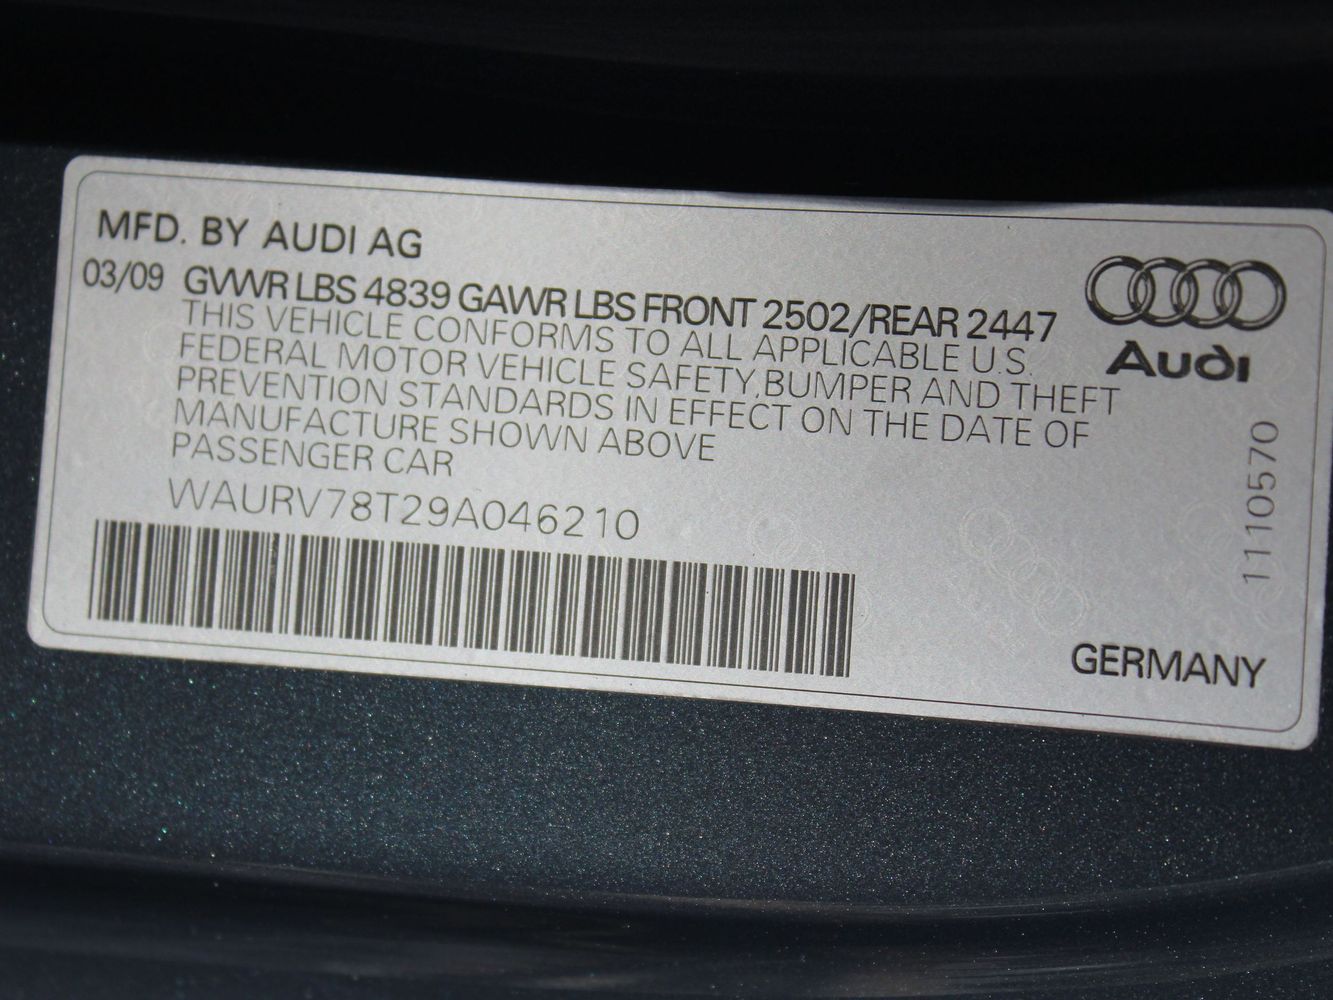 MFD. BY AUDI AG
03/09 GVWR LBS 4839 GAWR LBS FRONT 2502/REAR 2447
THIS VEHICLE CONFORMS TO ALL APPLICABLE U.S.
FEDERAL MOTOR VEHICLE SAFETY,BUMPER AND THEFT
PREVENTION STANDARDS IN EFFECT ON THE DATE OF
MANUFACTURE SHOWN ABOVE
PASSENGER CAR
WAURV78T29A046210
Audi
1110570
GERMANY